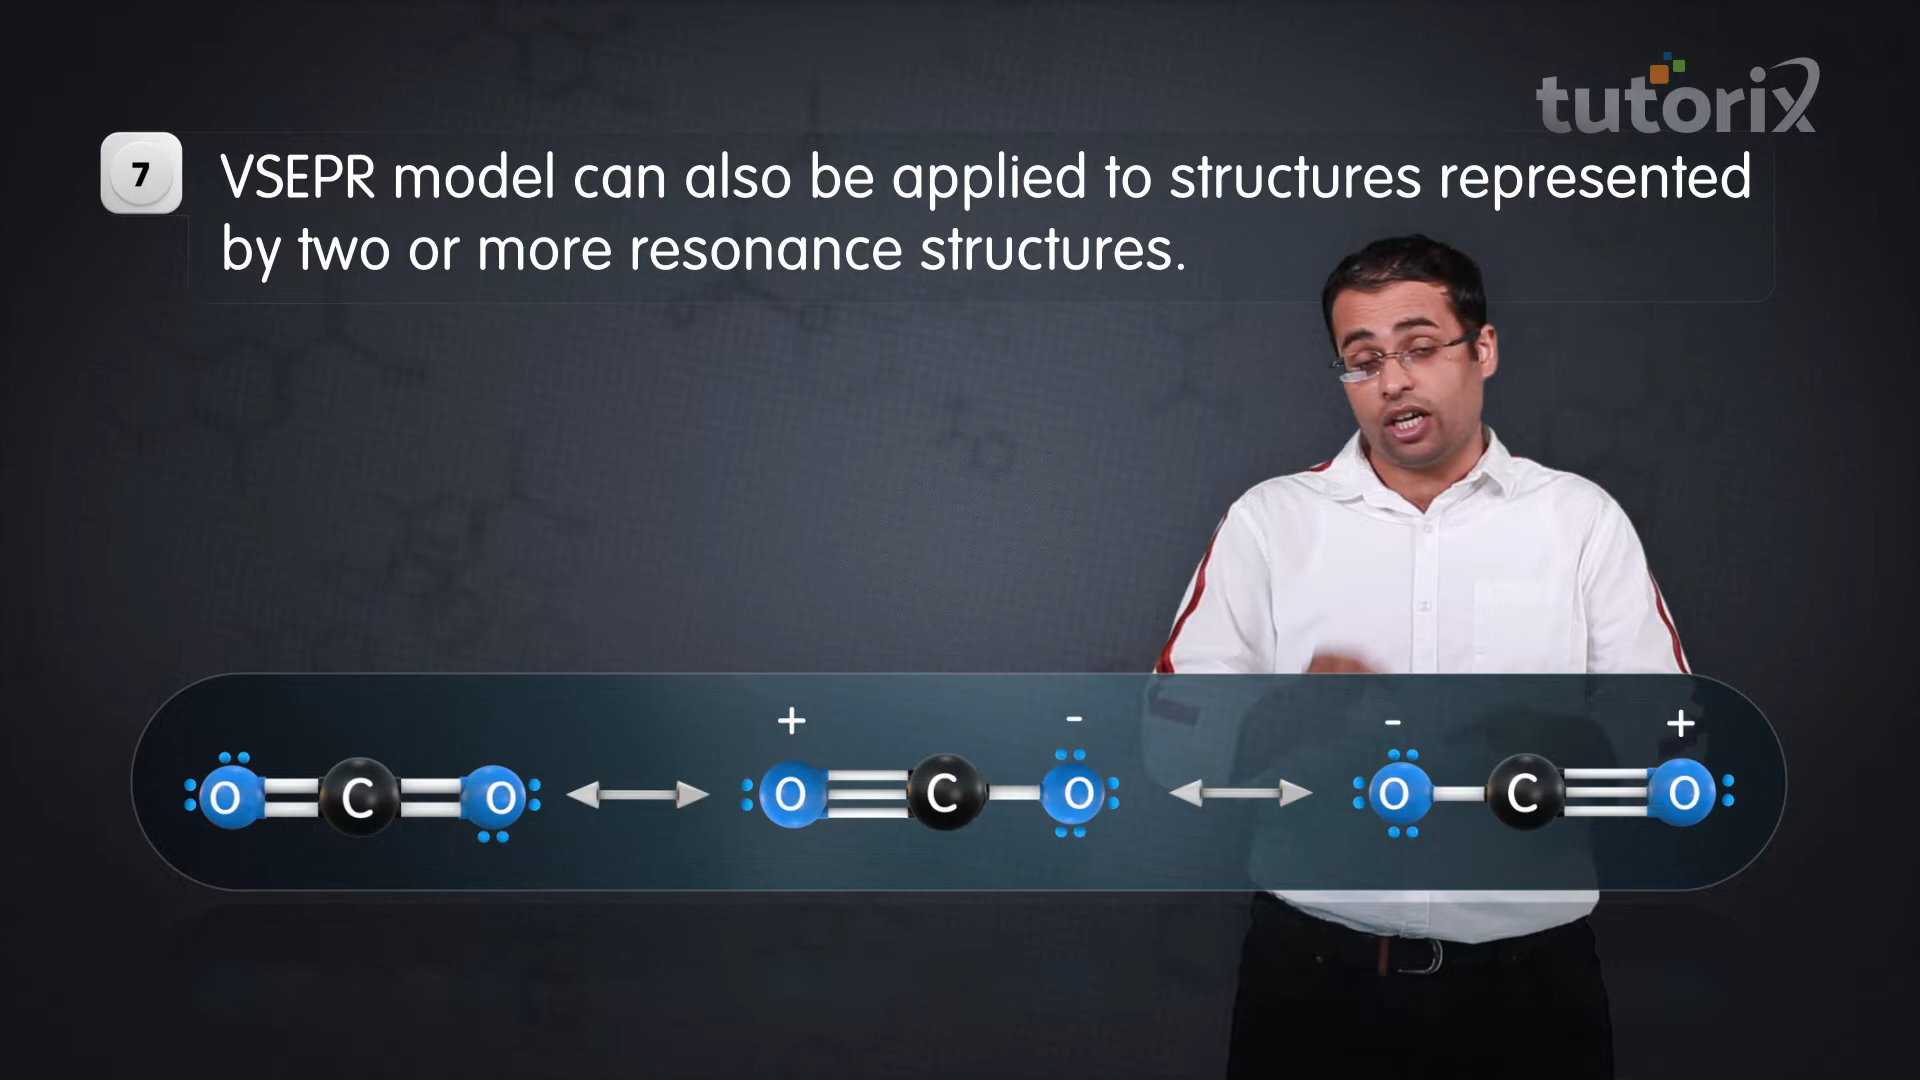 tutorix
7
VSEPR model can also be applied to structures represented
by two or more resonance structures.
+ - - +
O C O O C O O C O